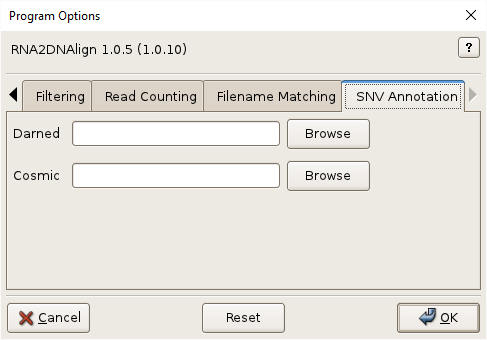 Program Options
RNA2DNAlign 1.0.5 (1.0.10)
?
Filtering Read Counting Filename Matching SNV Annotation
Darned Browse
Cosmic Browse
Cancel Reset OK